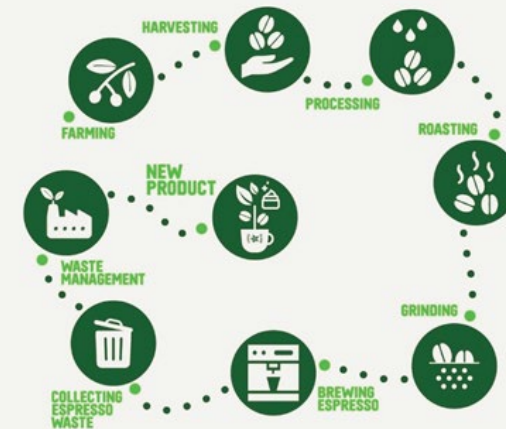 HARVESTING
FARMING
PROCESSING
ROASTING
GRINDING
BREWING
ESPRESSO
COLLECTING
ESPRESSO
WASTE
WASTE
MANAGEMENT
NEW
PRODUCT